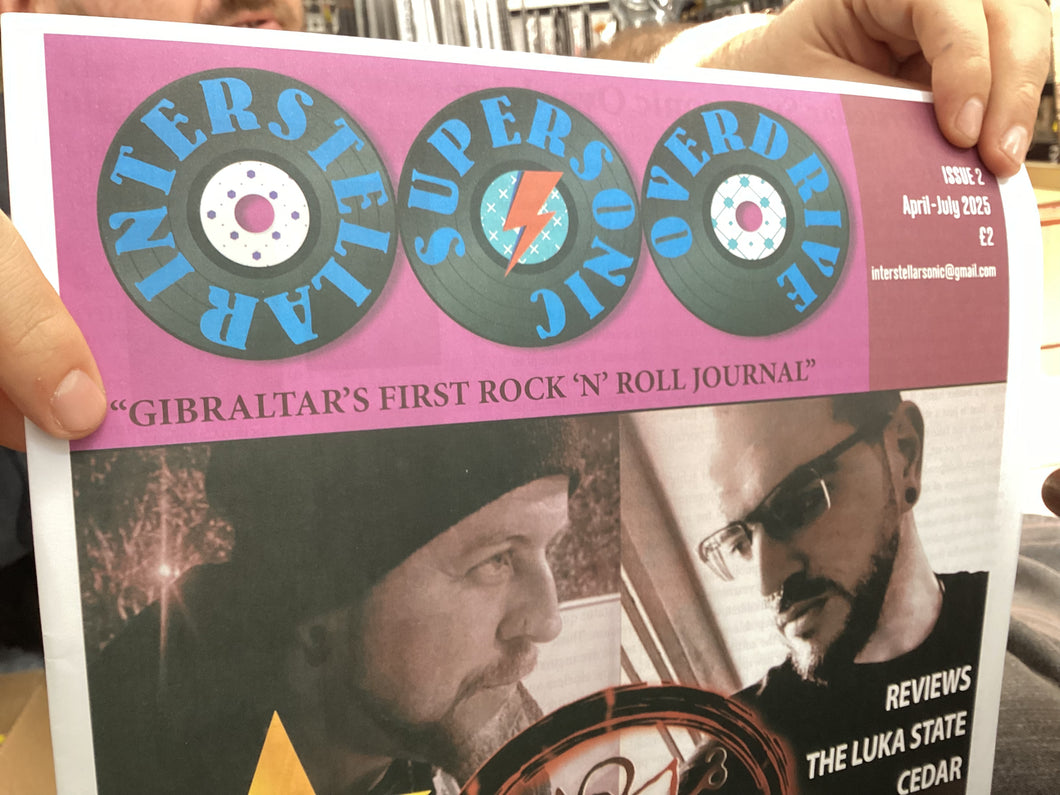 INTERSTELLAR
SUPERSONIC
OVERDRIVE
ISSUE 2
April-July 2025
£2
interstellarsonic@gmail.com
“GIBRALTAR’S FIRST ROCK ‘N’ ROLL JOURNAL”
REVIEWS
THE LUKA STATE
CEDAR